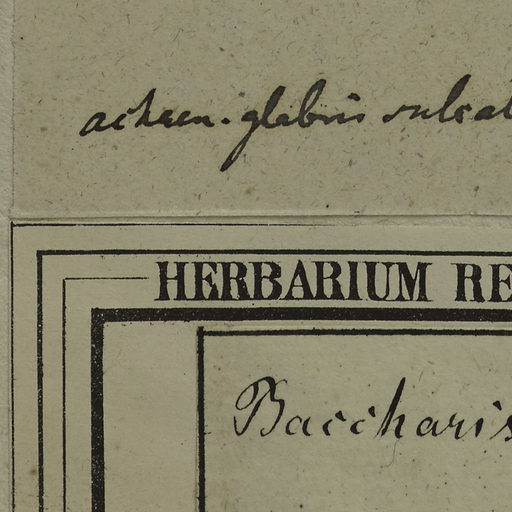 achaen. glabris sulcat
HERBARIUM RE
Baccharis